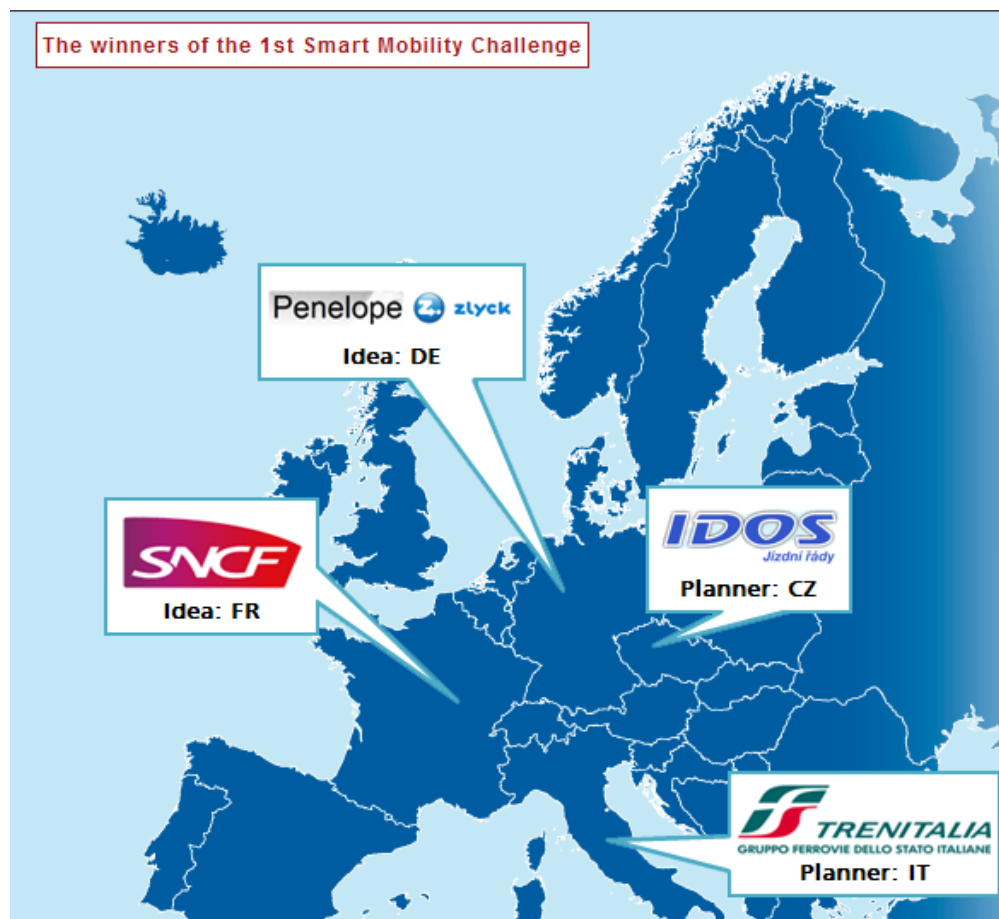 The winners of the 1st Smart Mobility Challenge
Penelope Z zlyck
Idea: DE
SNCF
Idea: FR
IDOS
Jízdní řády
Planner: CZ
TRENITALIA
GRUPPO FERROVIE DELLO STATO ITALIANE
Planner: IT